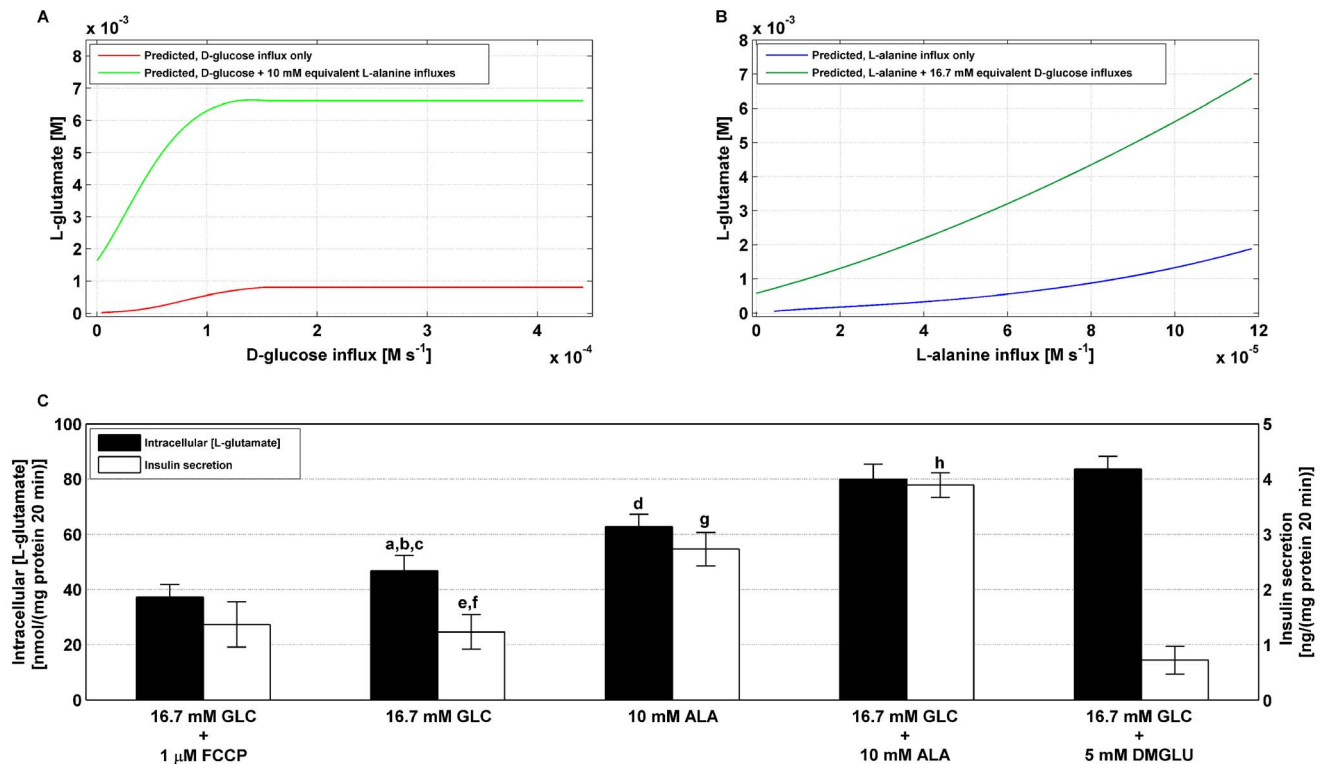 A
x 10⁻³
8
7
6
5
4
3
2
1
0
L-glutamate [M]
Predicted, D-glucose influx only
Predicted, D-glucose + 10 mM equivalent L-alanine influxes
0 1 2 3 4
D-glucose influx [M s⁻¹]
x 10⁻⁴
B
x 10⁻³
8
7
6
5
4
3
2
1
0
L-glutamate [M]
Predicted, L-alanine influx only
Predicted, L-alanine + 16.7 mM equivalent D-glucose influxes
0 2 4 6 8 10 12
L-alanine influx [M s⁻¹]
x 10⁻⁵
C
Intracellular [L-glutamate]
[nmol/(mg protein 20 min)]
100
80
60
40
20
0
Intracellular [L-glutamate]
Insulin secretion
a,b,c
e,f
d
g
h
5
4
3
2
1
0
Insulin secretion
[ng/(mg protein 20 min)]
16.7 mM GLC
+
1 μM FCCP
16.7 mM GLC
10 mM ALA
16.7 mM GLC
+
10 mM ALA
16.7 mM GLC
+
5 mM DMGLU